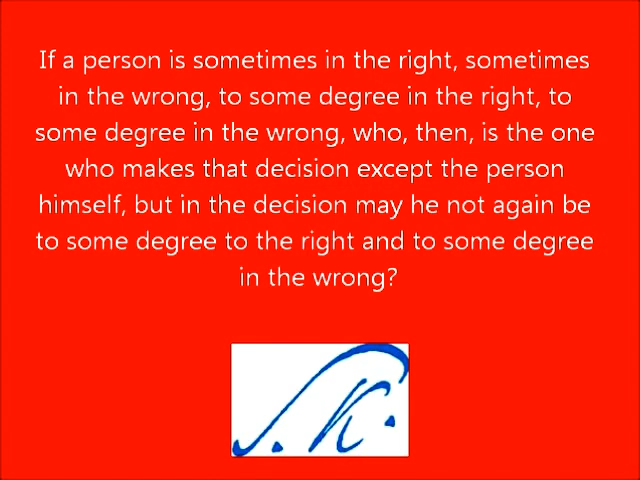 If a person is sometimes in the right, sometimes
in the wrong, to some degree in the right, to
some degree in the wrong, who, then, is the one
who makes that decision except the person
himself, but in the decision may he not again be
to some degree to the right and to some degree
in the wrong?
S.K.